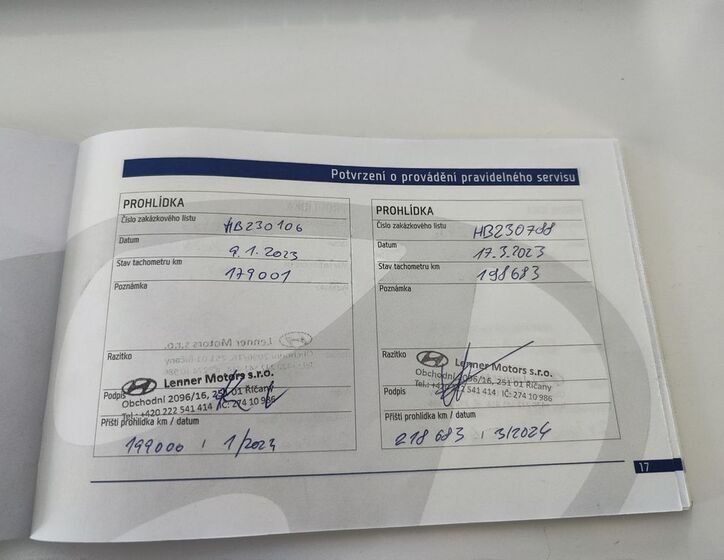 Potvrzení o provádění pravidelného servisu
PROHLÍDKA
Číslo zakázkového listu HB230106
Datum 9.1.2023
Stav tachometru km 179001
Poznámka
Razítko
Lenner Motors s.r.o.
Obchodní 2096/16, 251 01 Říčany
Podpis
Tel.: +420 222 541 414 IČ: 274 10 986
Příští prohlídka km / datum
199000 / 1/2024
PROHLÍDKA
Číslo zakázkového listu HB230788
Datum 17.3.2023
Stav tachometru km 198683
Poznámka
Razítko
Lenner Motors s.r.o.
Obchodní 2096/16, 251 01 Říčany
Podpis
Tel.: +420 222 541 414 IČ: 274 10 986
Příští prohlídka km / datum
218 683 / 3/2024
17